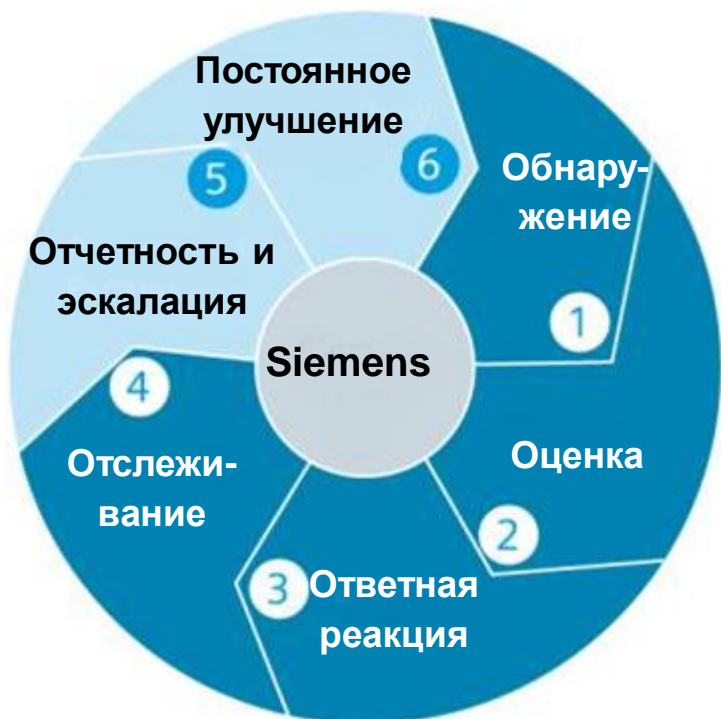 Постоянное
улучшение
6
Обнару-
жение
1
Оценка
2
Ответная
реакция
3
Отслежи-
вание
4
Отчетность и
эскалация
5
Siemens